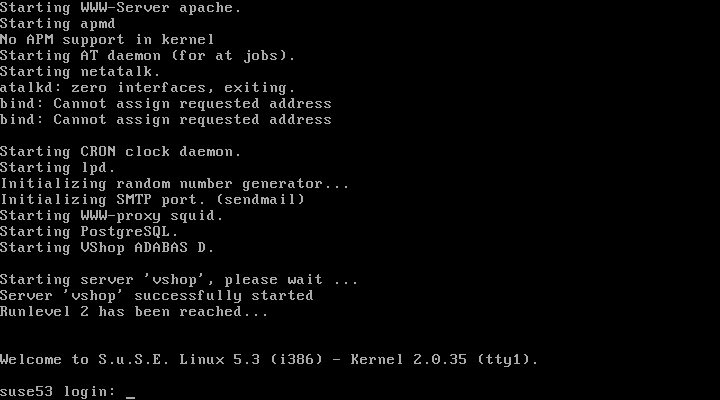 Starting WWW-Server apache.
Starting apmd
No APM support in kernel
Starting AT daemon (for at jobs).
Starting netatalk.
atalkd: zero interfaces, exiting.
bind: Cannot assign requested address
bind: Cannot assign requested address
Starting CRON clock daemon.
Starting lpd.
Initializing random number generator...
Initializing SMTP port. (sendmail)
Starting WWW-proxy squid.
Starting PostgreSQL.
Starting VShop ADABAS D.
Starting server 'vshop', please wait ...
Server 'vshop' successfully started
Runlevel 2 has been reached...
Welcome to S.u.S.E. Linux 5.3 (i386) - Kernel 2.0.35 (tty1).
suse53 login: _